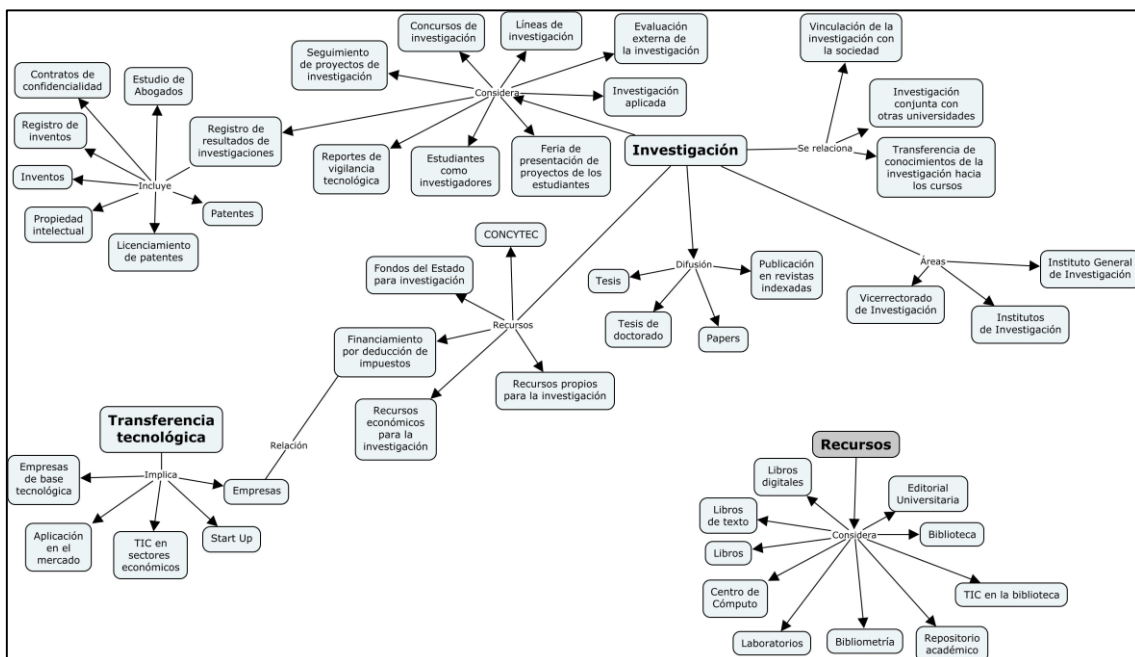 Concursos de
investigación
Líneas de
investigación
Evaluación
externa de
la investigación
Seguimiento
de proyectos de
investigación
Considera
Investigación
aplicada
Registro de
resultados de
investigaciones
Reportes de
vigilancia
tecnológica
Estudiantes
como
investigadores
Feria de
presentación de
proyectos de los
estudiantes
Contratos de
confidencialidad
Estudio de
Abogados
Registro de
inventos
Inventos
Incluye
Propiedad
intelectual
Licenciamiento
de patentes
Patentes
Investigación
Vinculación de la
investigación con
la sociedad
Se relaciona
Investigación
conjunta con
otras universidades
Transferencia de
conocimientos de la
investigación hacia
los cursos
CONCYTEC
Fondos del Estado
para investigación
Recursos
Financiamiento
por deducción de
impuestos
Recursos
económicos
para la
investigación
Recursos propios
para la investigación
Difusión
Tesis
Publicación
en revistas
indexadas
Tesis de
doctorado
Papers
Áreas
Instituto General
de Investigación
Vicerrectorado
de Investigación
Institutos
de Investigación
Transferencia
tecnológica
Relación
Implica
Empresas
de base
tecnológica
Empresas
Aplicación
en el
mercado
TIC en
sectores
económicos
Start Up
Recursos
Libros
digitales
Editorial
Universitaria
Libros
de texto
Considera
Biblioteca
Libros
Centro de
Cómputo
TIC en la biblioteca
Laboratorios
Bibliometría
Repositorio
académico